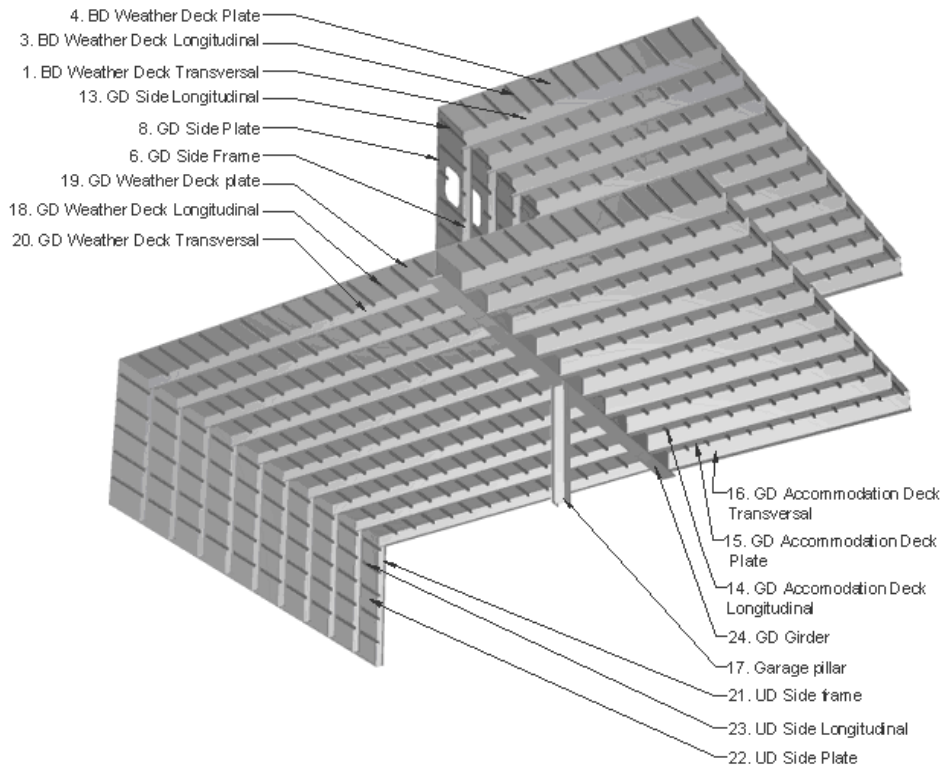 4. BD Weather Deck Plate
3. BD Weather Deck Longitudinal
1. BD Weather Deck Transversal
13. GD Side Longitudinal
8. GD Side Plate
6. GD Side Frame
19. GD Weather Deck plate
18. GD Weather Deck Longitudinal
20. GD Weather Deck Transversal
16. GD Accommodation Deck
Transversal
15. GD Accommodation Deck
Plate
14. GD Accomodation Deck
Longitudinal
24. GD Girder
17. Garage pillar
21. UD Side frame
23. UD Side Longitudinal
22. UD Side Plate